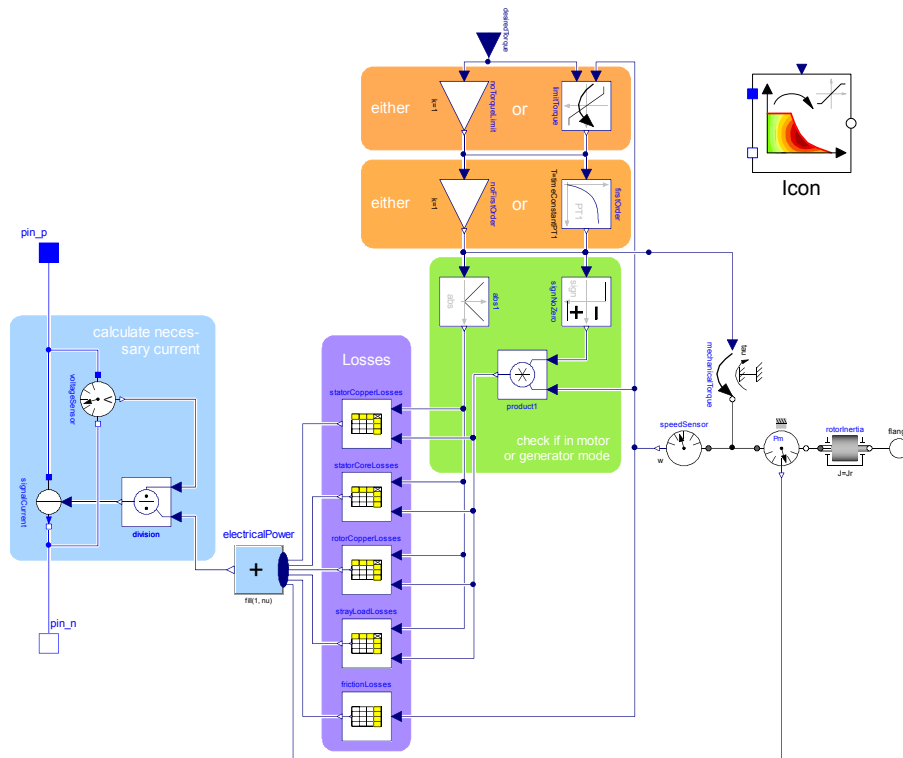 desiredTorque
either
k=1
noTorqueLimit
or
limitTorque
Icon
either
k=1
noFirstOrder
or
T=timeConstantPT1
PT1
firstOrder
pin_p
abs
abs1
sign
+
-
signNoZero
calculate neces-
sary current
voltageSensor
V
Losses
product1
check if in motor
or generator mode
mechanicalTorque
tau
statorCopperLosses
speedSensor
w
Pm
rotorInertia
J=Jr
flang
statorCoreLosses
signalCurrent
division
electricalPower
+
fill(1, nu)
rotorCopperLosses
strayLoadLosses
pin_n
frictionLosses